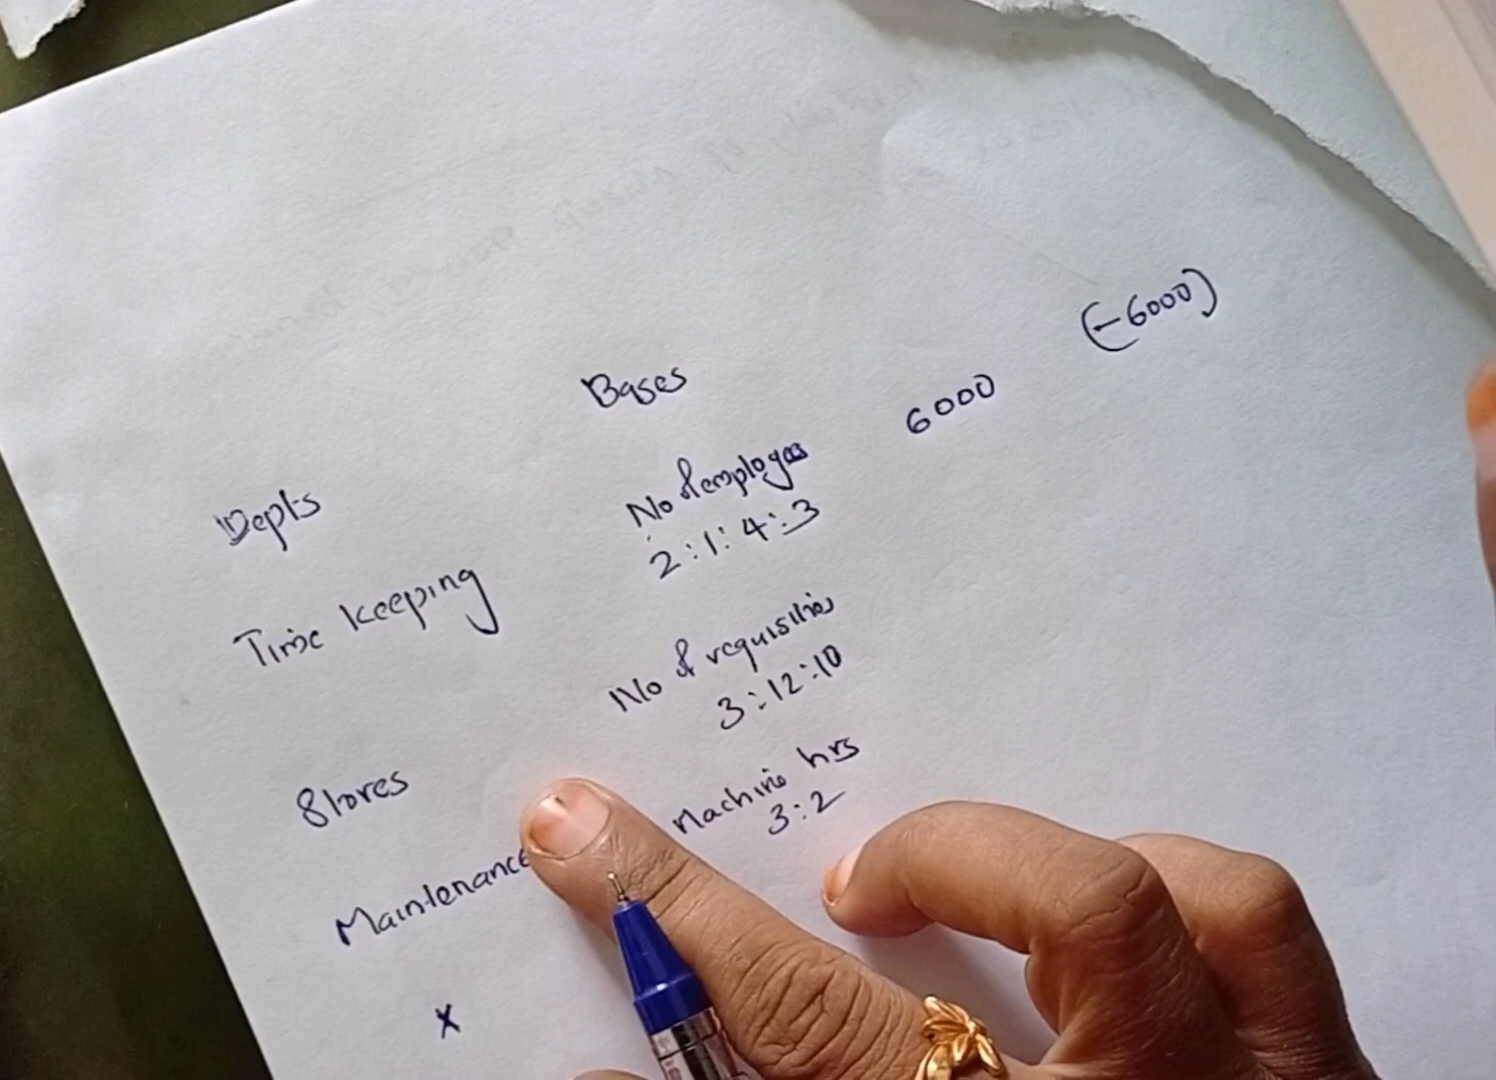 Bases 6000 (-6000)
Depts No of employees
2:1:4:3
Time keeping
No of requisities
3:12:10
Stores Machine hrs
3:2
Maintenance
X